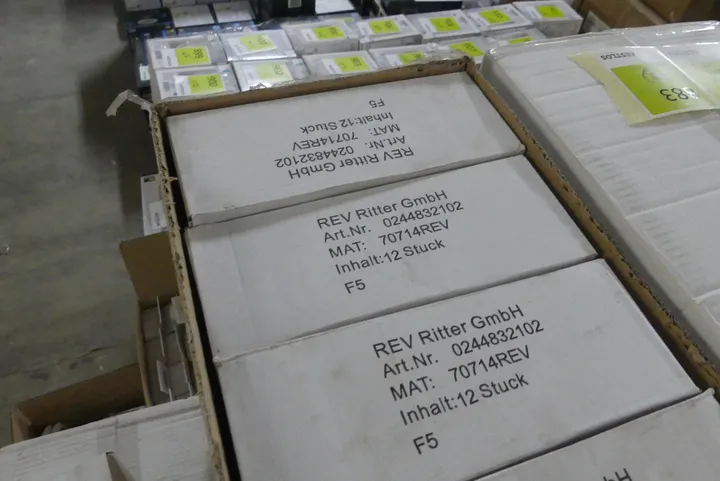 REV Ritter GmbH
Art.Nr. 0244832102
MAT: 70714REV
Inhalt:12 Stuck
F5
REV Ritter GmbH
Art.Nr. 0244832102
MAT: 70714REV
Inhalt:12 Stuck
F5
REV Ritter GmbH
Art.Nr. 0244832102
MAT: 70714REV
Inhalt:12 Stuck
F5
RESTLOS